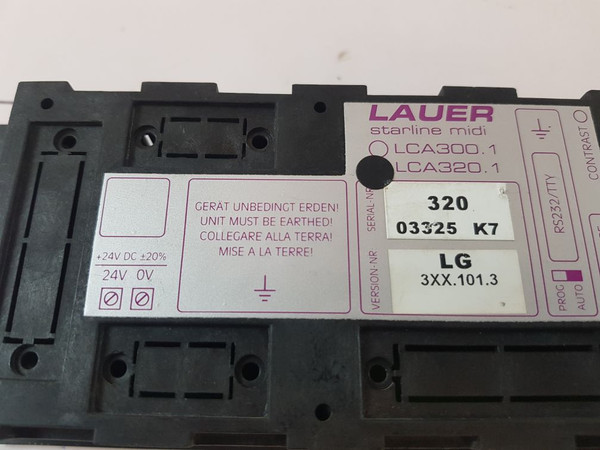 LAUER
starline midi
LCA300.1
LCA320.1
GERÄT UNBEDINGT ERDEN!
UNIT MUST BE EARTHED!
COLLEGARE ALLA TERRA!
MISE A LA TERRE!
+24V DC ±20%
24V 0V
SERIAL-NR
320
03325 K7
VERSION-NR
LG
3XX.101.3
RS232/TTY
CONTRAST
PROG
AUTO